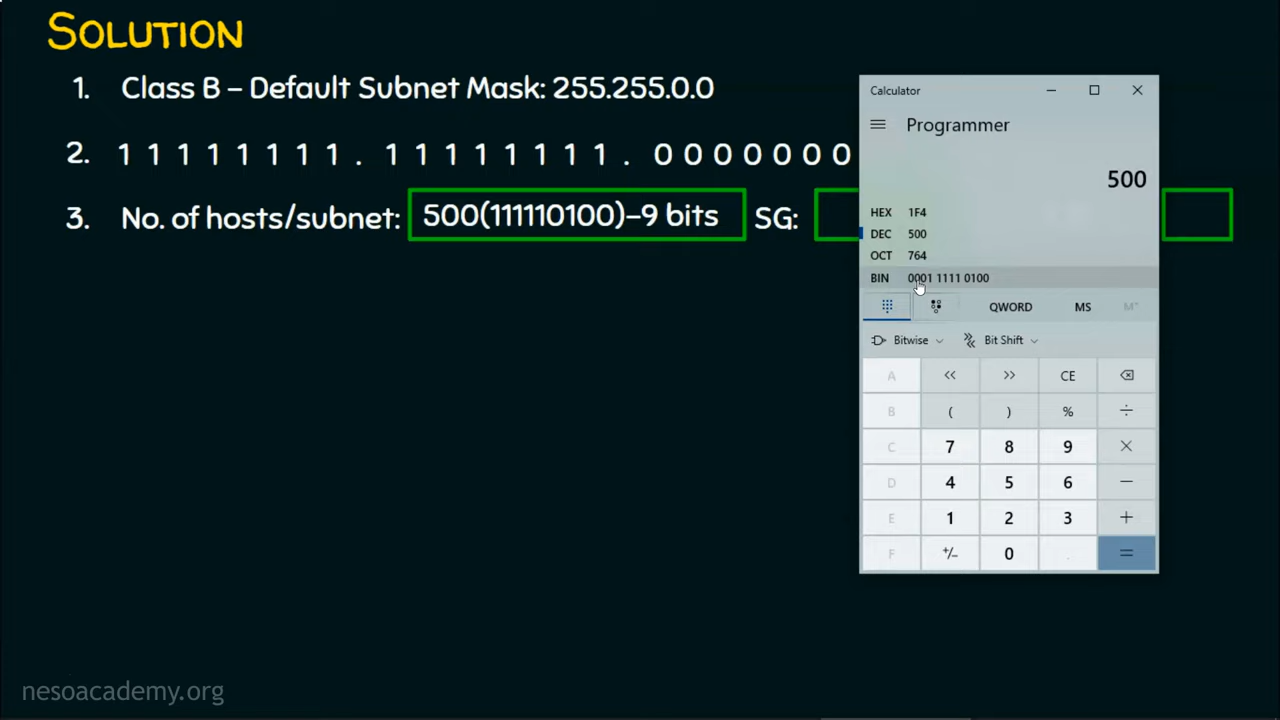 SOLUTION
1. Class B – Default Subnet Mask: 255.255.0.0
2. 1 1 1 1 1 1 1 1 . 1 1 1 1 1 1 1 1 . 0 0 0 0 0 0 0
3. No. of hosts/subnet: 500(111110100)–9 bits SG:
Calculator
Programmer
500
HEX 1F4
DEC 500
OCT 764
BIN 0001 1111 0100
QWORD MS M˅
Bitwise Bit Shift
A << >> CE
B ( ) % ÷
C 7 8 9 ×
D 4 5 6 −
E 1 2 3 +
F +/− 0 . =
nesoacademy.org